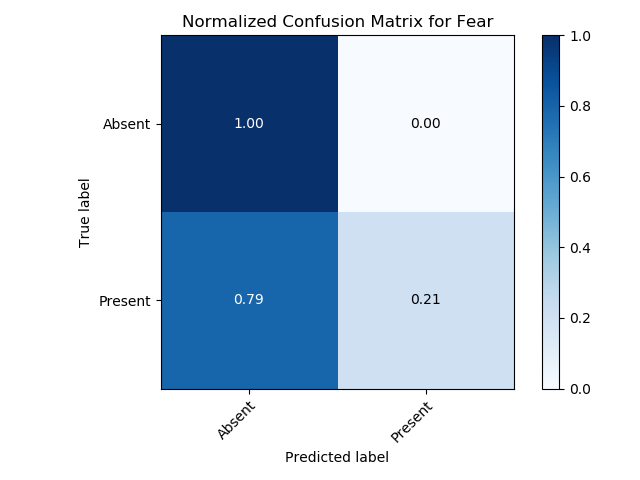 Normalized Confusion Matrix for Fear
True label
Absent
Present
1.00
0.00
0.79
0.21
Absent
Present
Predicted label
1.0
0.8
0.6
0.4
0.2
0.0